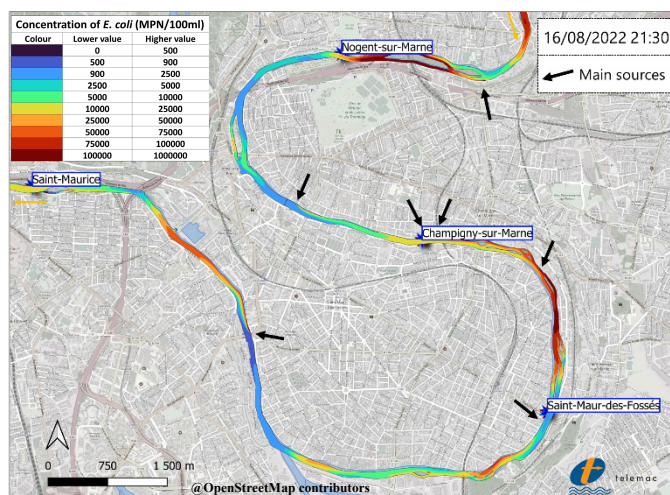 Concentration of E. coli (MPN/100ml)
Colour Lower value Higher value
0 500
500 900
900 2500
2500 5000
5000 10000
10000 25000
25000 50000
50000 75000
75000 100000
100000 1000000
16/08/2022 21:30
Main sources
Nogent-sur-Marne
Saint-Maurice
Champigny-sur-Marne
Saint-Maur-des-Fossés
0 750 1 500 m
@OpenStreetMap contributors
telemac